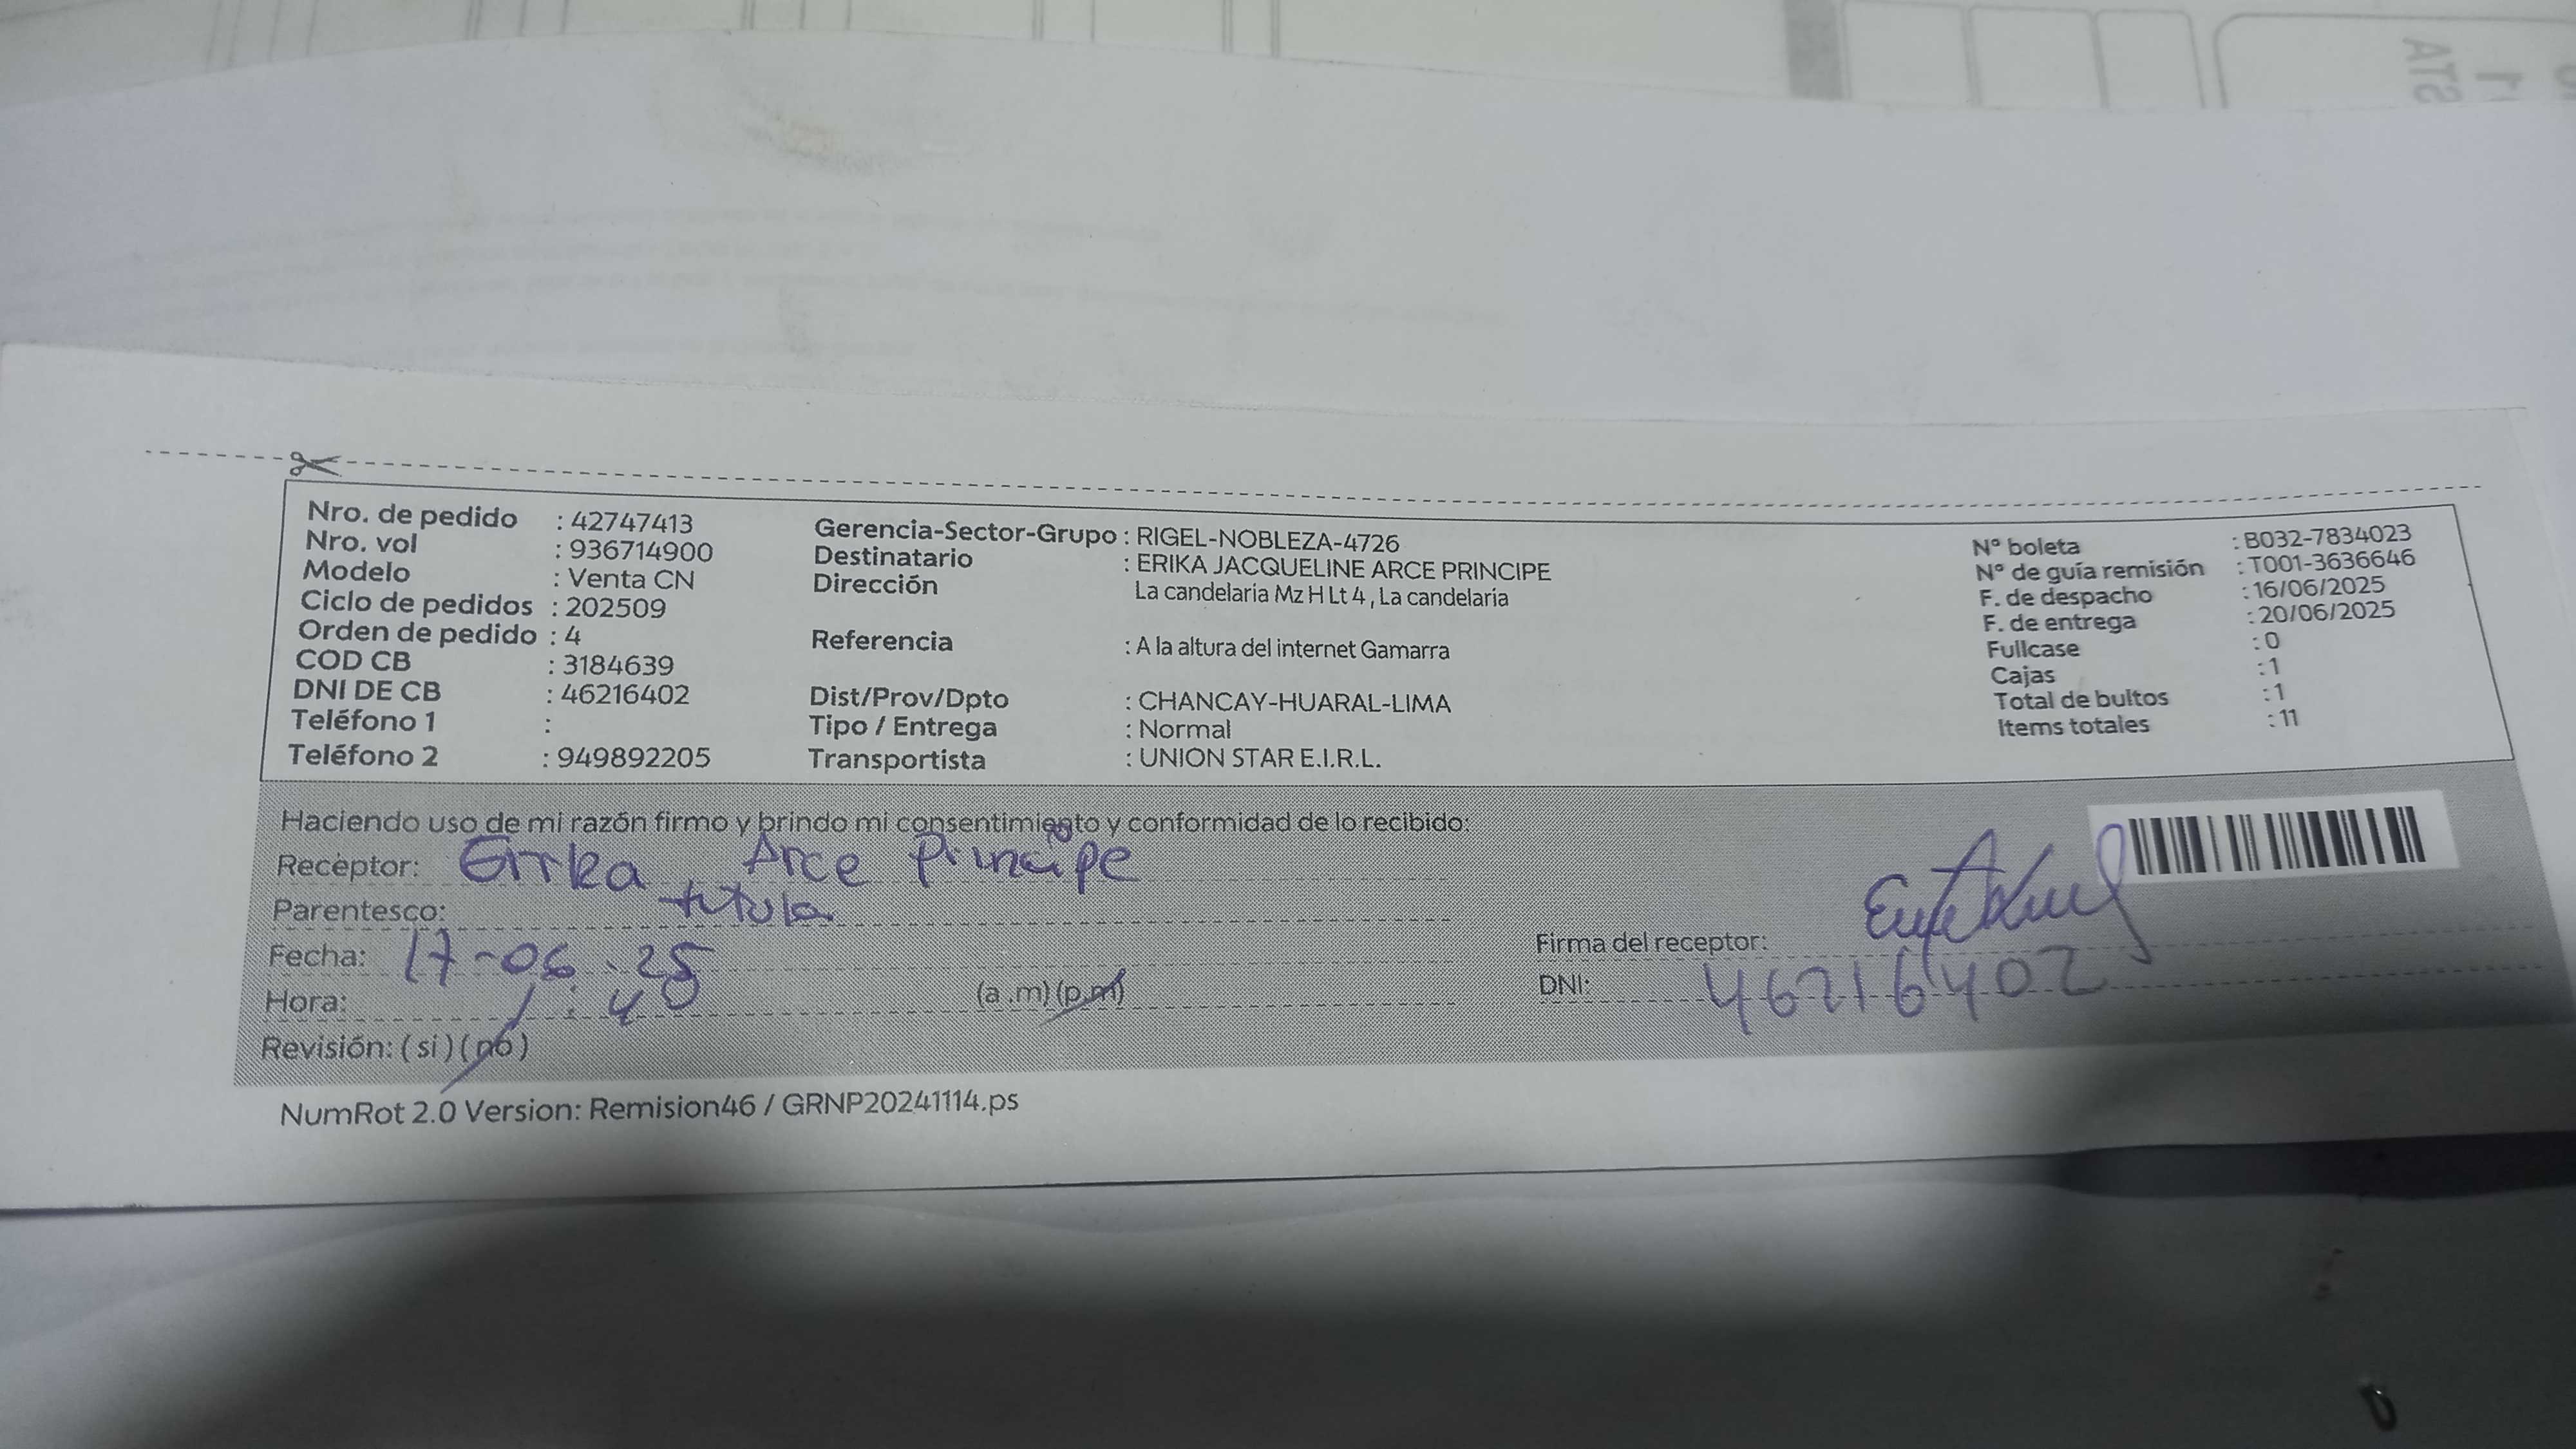 Nro. de pedido : 42747413
Nro. vol : 936714900
Modelo : Venta CN
Ciclo de pedidos : 202509
Orden de pedido : 4
COD CB : 3184639
DNI DE CB : 46216402
Teléfono 1 :
Teléfono 2 : 949892205
Gerencia-Sector-Grupo : RIGEL-NOBLEZA-4726
Destinatario : ERIKA JACQUELINE ARCE PRINCIPE
Dirección La candelaria Mz H Lt 4 , La candelaria
Referencia : A la altura del internet Gamarra
Dist/Prov/Dpto : CHANCAY-HUARAL-LIMA
Tipo / Entrega : Normal
Transportista : UNION STAR E.I.R.L.
N° boleta : B032-7834023
N° de guía remisión : T001-3636646
F. de despacho : 16/06/2025
F. de entrega : 20/06/2025
Fullcase : 0
Cajas : 1
Total de bultos : 1
Items totales : 11
Haciendo uso de mi razón firmo y brindo mi consentimiento y conformidad de lo recibido:
Receptor: Erika Arce Principe
Parentesco: titular
Fecha: 17-06-25
Hora: 1:40 (a .m) (p.m)
Revisión: ( si ) ( no )
Firma del receptor:
DNI: 46216402
NumRot 2.0 Version: Remision46 / GRNP20241114.ps